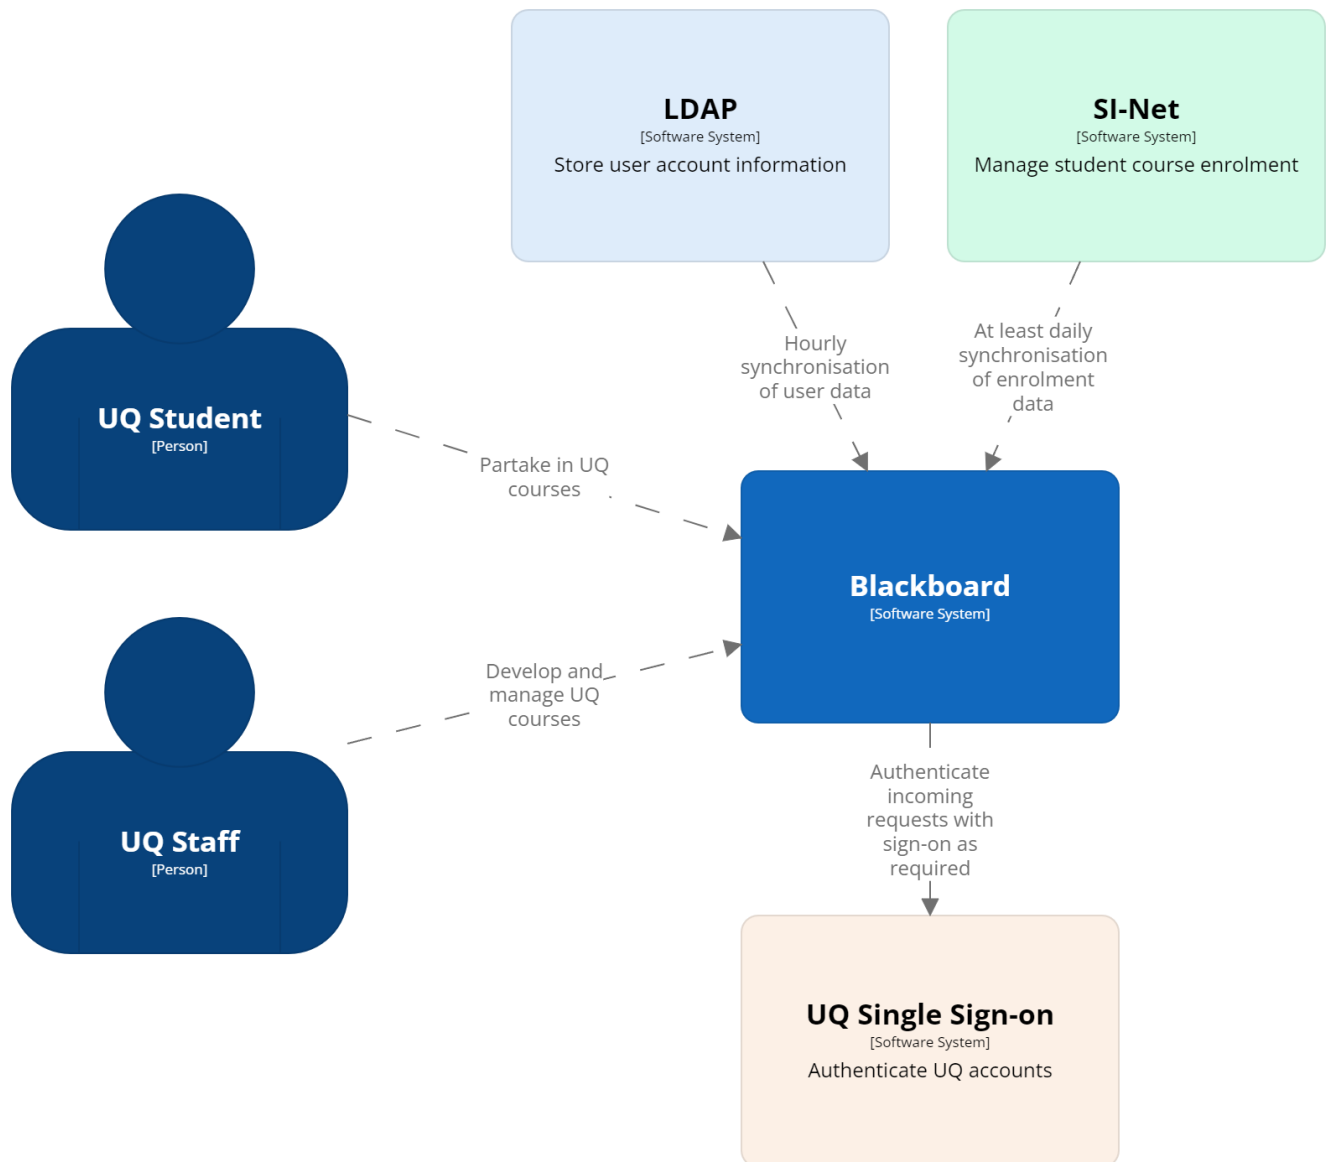 LDAP
[Software System]
Store user account information
SI-Net
[Software System]
Manage student course enrolment
Hourly
synchronisation
of user data
At least daily
synchronisation
of enrolment
data
UQ Student
[Person]
Partake in UQ
courses
Blackboard
[Software System]
Develop and
manage UQ
courses
UQ Staff
[Person]
Authenticate
incoming
requests with
sign-on as
required
UQ Single Sign-on
[Software System]
Authenticate UQ accounts